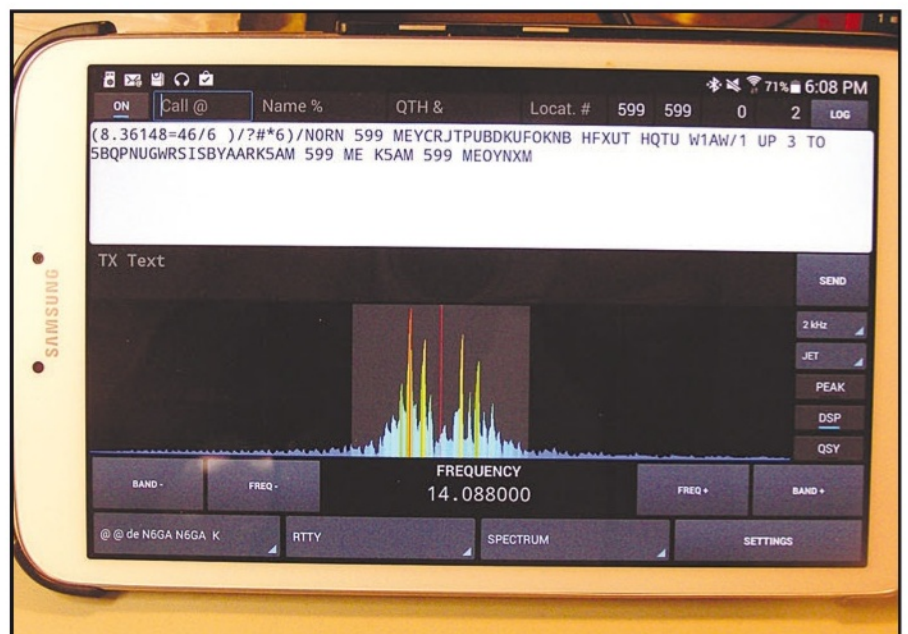 1
71% 6:08 PM
ON Call @ Name % QTH & Locat. # 599 599 0 2 LOG
(8.36148=46/6 )/?#*6)/NORN 599 MEYCRJTPUBDKUFOKNB HFXUT HQTU W1AW/1 UP 3 TO
5BQPNUGWRSISBYAARK5AM 599 ME K5AM 599 MEOYNXM
TX Text
SEND
2 kHz
JET
PEAK
DSP
QSY
SAMSUNG
BAND - FREQ - FREQUENCY FREQ + BAND +
14.088000
@ @ de N6GA N6GA K RTTY SPECTRUM SETTINGS